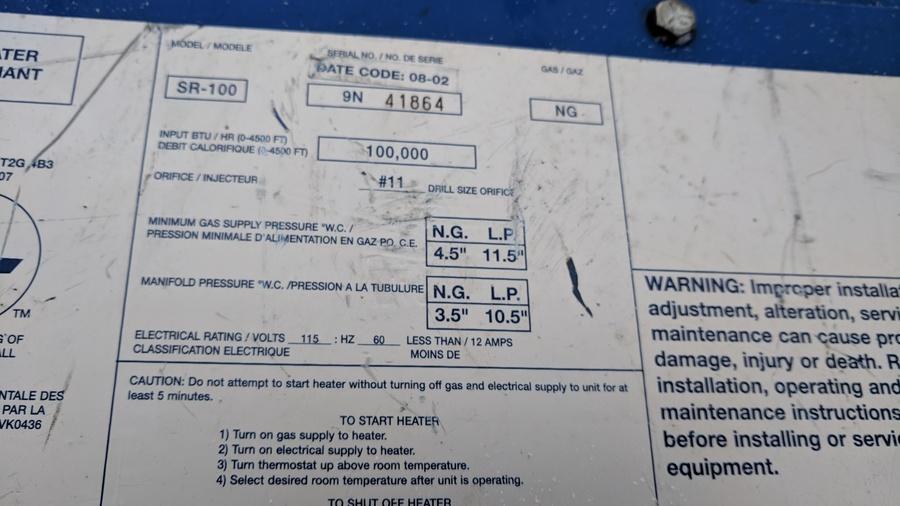 ATER
IANT
T2G 4B3
07
TM
G OF
ALL
NTALE DES
PAR LA
VK0436
MODEL / MODELE
SR-100
SERIAL NO. / NO. DE SERIE
DATE CODE: 08-02
9N 41864
GAS / GAZ
NG
INPUT BTU / HR (0-4500 FT)
DEBIT CALORIFIQUE (0-4500 FT)
100,000
ORIFICE / INJECTEUR #11 DRILL SIZE ORIFICE
MINIMUM GAS SUPPLY PRESSURE "W.C. /
PRESSION MINIMALE D'ALIMENTATION EN GAZ PO. C.E.
N.G. L.P.
4.5" 11.5"
MANIFOLD PRESSURE "W.C. /PRESSION A LA TUBULURE
N.G. L.P.
3.5" 10.5"
ELECTRICAL RATING / VOLTS 115 : HZ 60 LESS THAN / 12 AMPS
CLASSIFICATION ELECTRIQUE MOINS DE
CAUTION: Do not attempt to start heater without turning off gas and electrical supply to unit for at
least 5 minutes.
TO START HEATER
1) Turn on gas supply to heater.
2) Turn on electrical supply to heater.
3) Turn thermostat up above room temperature.
4) Select desired room temperature after unit is operating.
TO SHUT OFF HEATER
WARNING: Improper installa
adjustment, alteration, servi
maintenance can cause pro
damage, injury or death. R
installation, operating and
maintenance instructions
before installing or servi
equipment.